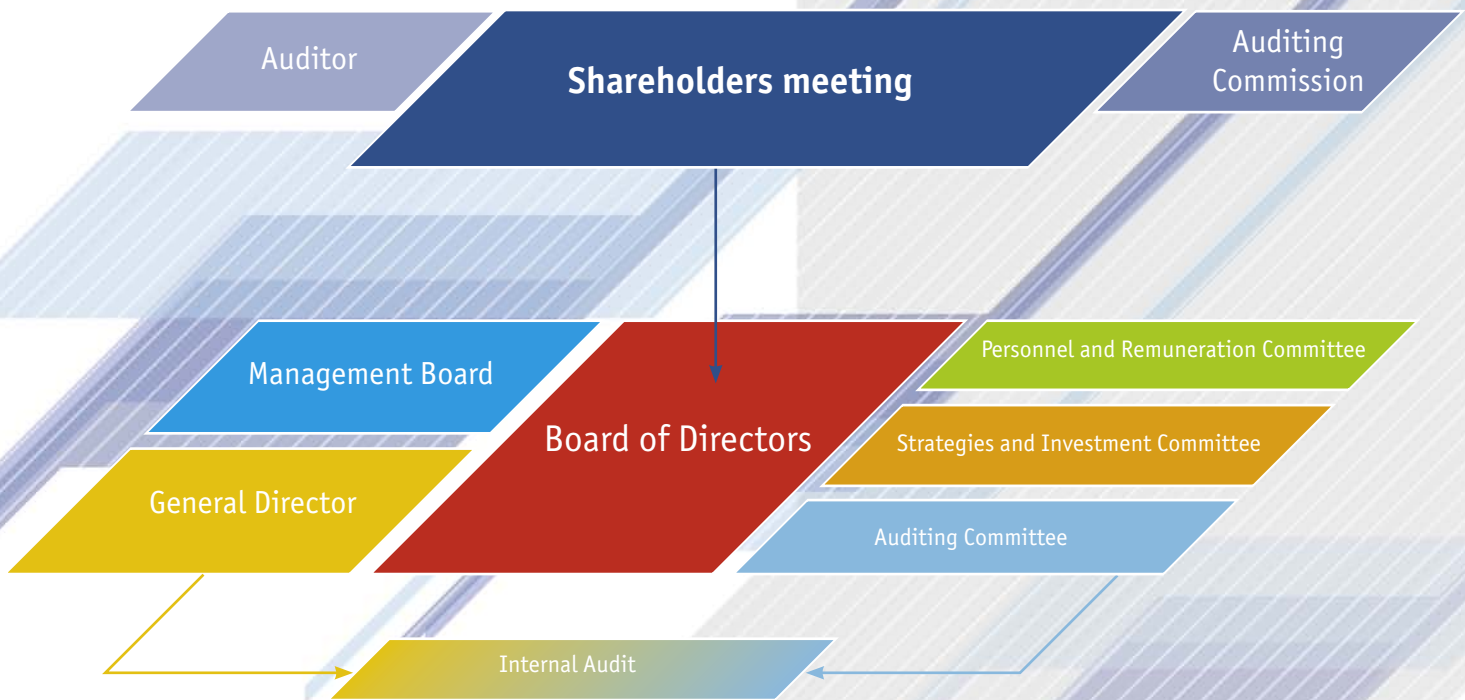 Auditor
Shareholders meeting
Auditing
Commission
Management Board
General Director
Board of Directors
Personnel and Remuneration Committee
Strategies and Investment Committee
Auditing Committee
Internal Audit